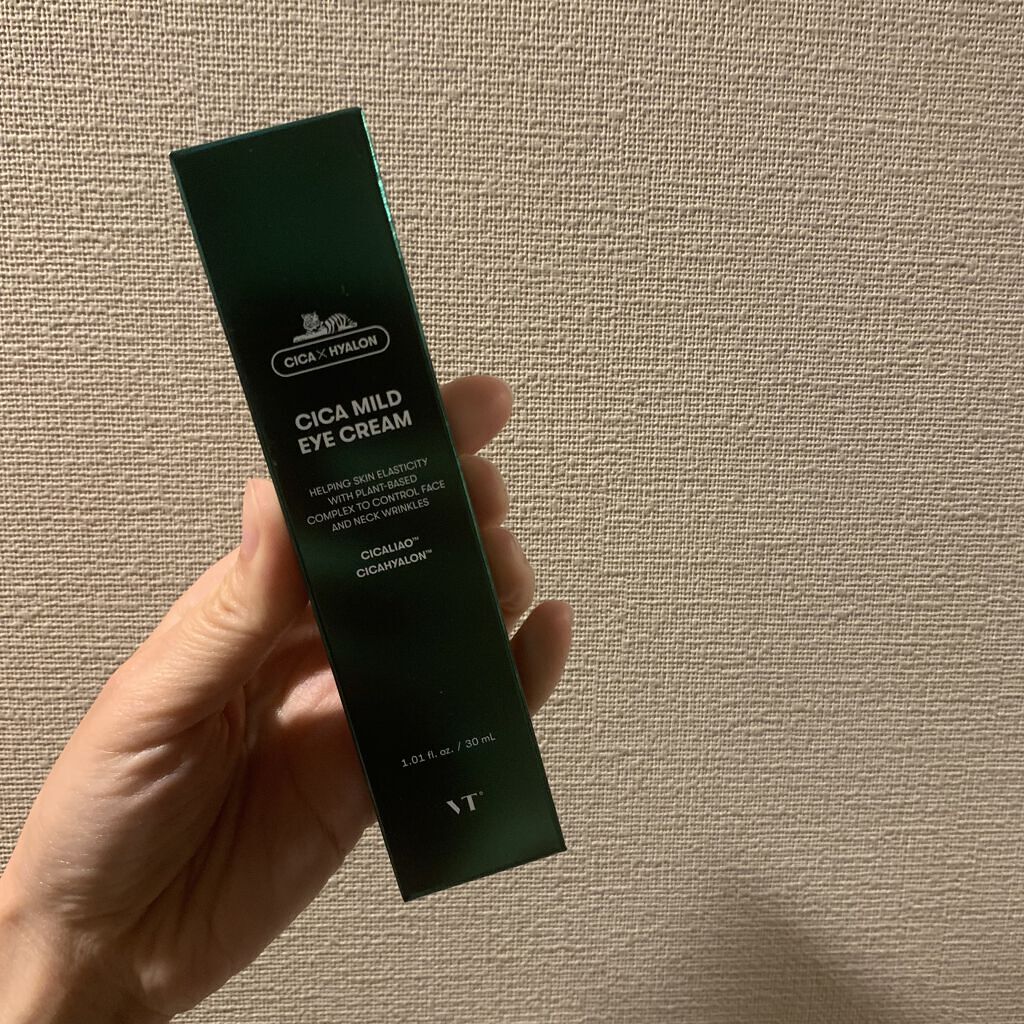 CICA×HYALON
CICA MILD
EYE CREAM
HELPING SKIN ELASTICITY
WITH PLANT-BASED
COMPLEX TO CONTROL FACE
AND NECK WRINKLES
CICALIAO™
CICAHYALON™
1.01 fl. oz. / 30 mL
VT®